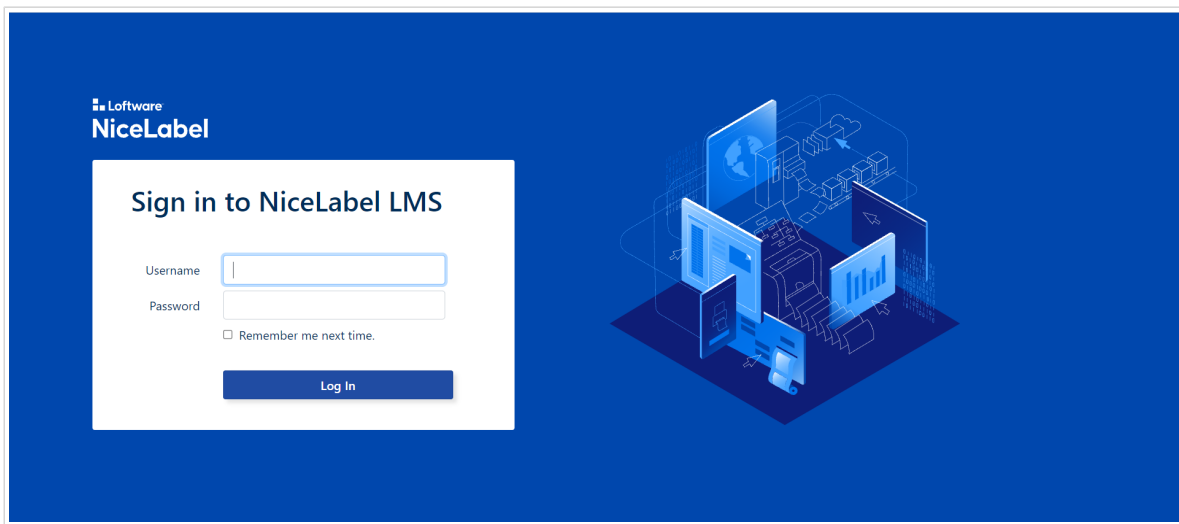 Loftware
NiceLabel
Sign in to NiceLabel LMS
Username
Password
Remember me next time.
Log In